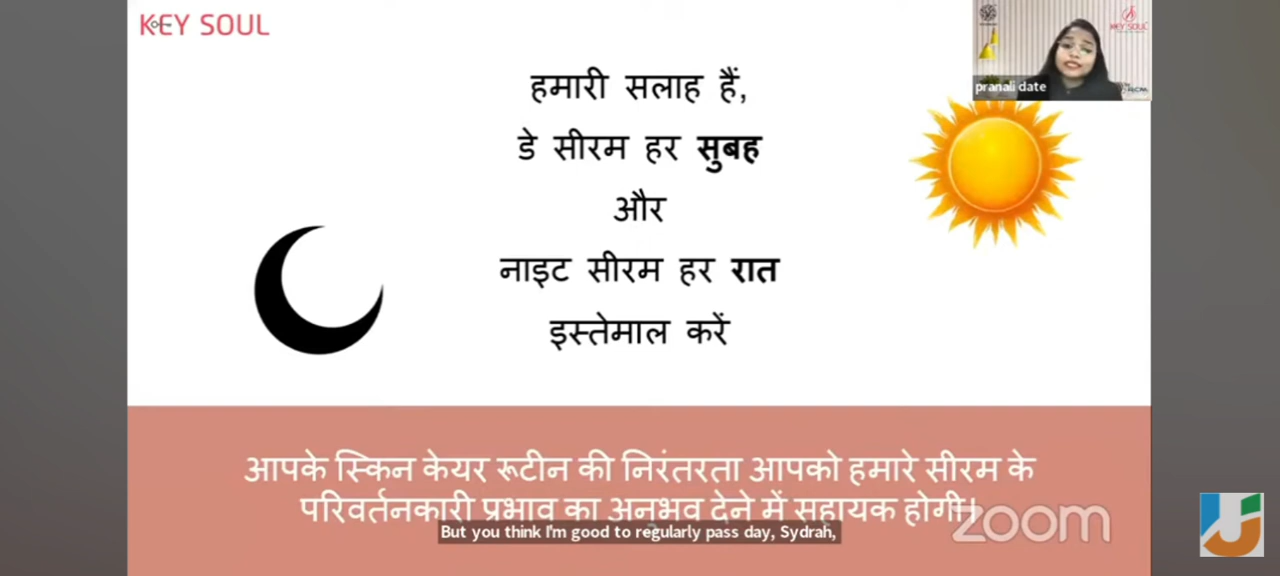 KEY SOUL
KEY SOUL
pranali date
हमारी सलाह हैं,
डे सीरम हर सुबह
और
नाइट सीरम हर रात
इस्तेमाल करें
आपके स्किन केयर रूटीन की निरंतरता आपको हमारे सीरम के
परिवर्तनकारी प्रभाव का अनुभव देने में सहायक होगी।
zoom
But you think I'm good to regularly pass day, Sydrah,